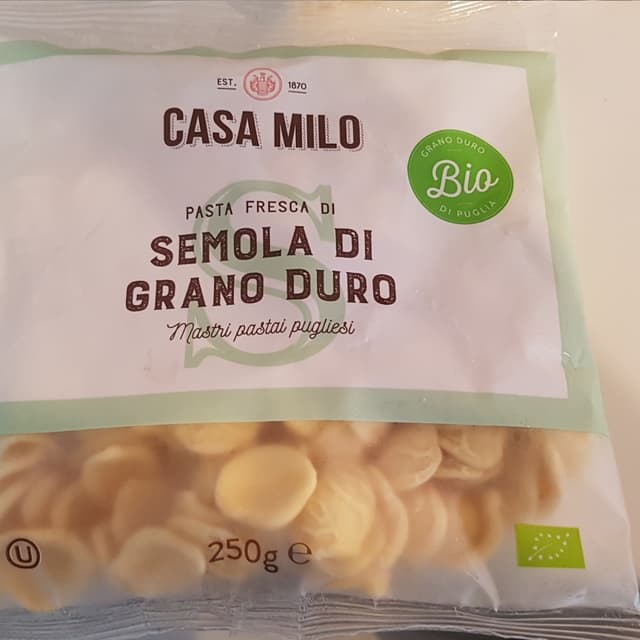 EST. 1870
CASA MILO
GRANO DURO
Bio
DI PUGLIA
PASTA FRESCA DI
S
SEMOLA DI
GRANO DURO
Mastri pastai pugliesi
U
250g e